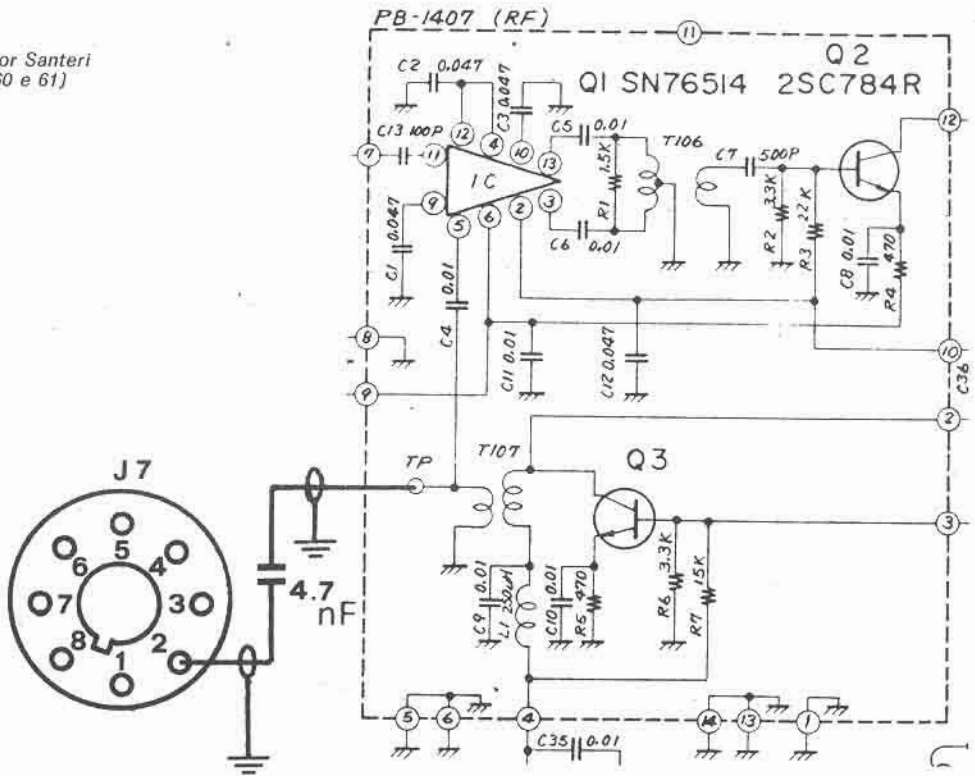 PB-1407 (RF)
11
or Santeri
60 e 61)
Q2
Q1 SN76514 2SC784R
C2 0.047
C3 0.047
C5 0.01
T106
12
C13 100P
12
4
10
13
1.5K
C7 500P
7
11
IC
3.3K
22K
9
5
6
2
3
R1
C1 0.047
C6 0.01
R2
R3
C8 0.01
470
R4
C4 0.01
8
C11 0.01
C12 0.047
10
C36
9
2
T107
TP
Q3
J7
3
5
6
4
7
3
8
2
1
4.7
nF
C9 0.01
L1 250μH
C10 0.01
R5 470
R6 3.3K
R7 15K
5
6
4
14
13
1
C35 0.01